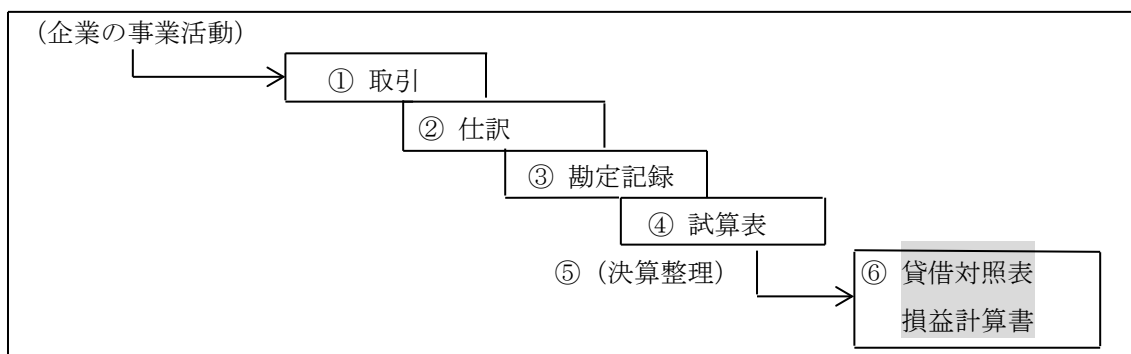 (企業の事業活動)
① 取引
② 仕訳
③ 勘定記録
④ 試算表
⑤ (決算整理)
⑥ 貸借対照表
損益計算書